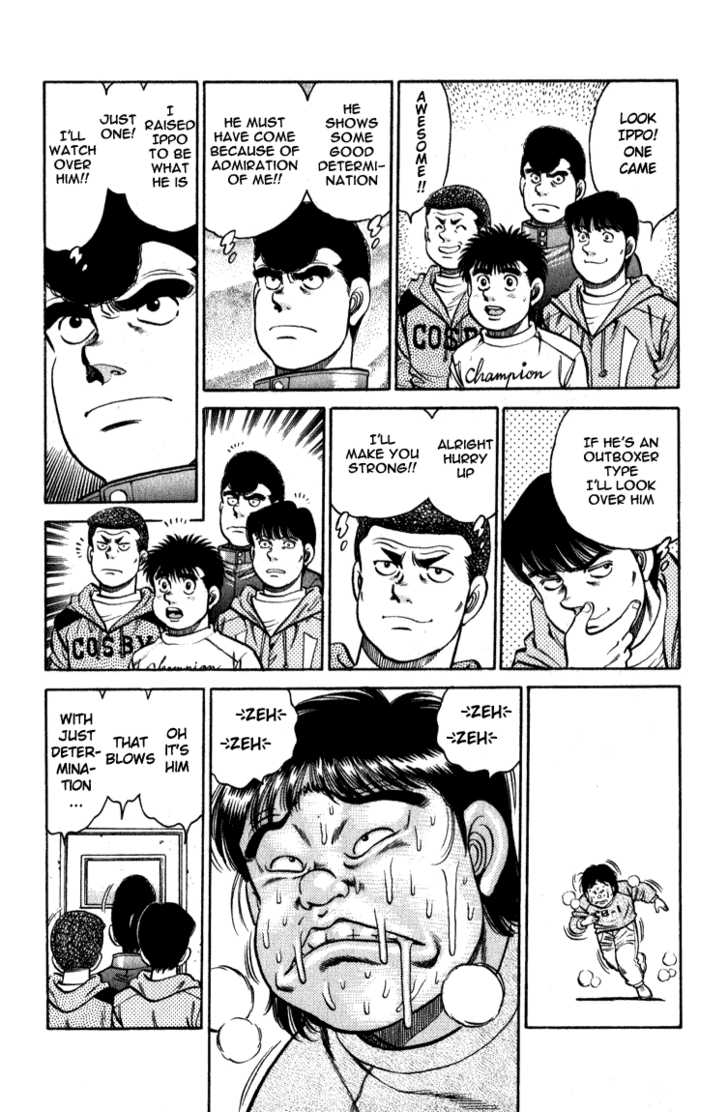 LOOK
IPPO!
ONE
CAME
AWESOME!!
COSBY
Champion
HE
SHOWS
SOME
GOOD
DETERMI-
NATION
HE MUST
HAVE COME
BECAUSE OF
ADMIRATION
OF ME!!
I
RAISED
IPPO
TO BE
WHAT
HE IS
JUST
ONE!
I'LL
WATCH
OVER
HIM!!
IF HE'S AN
OUTBOXER
TYPE
I'LL LOOK
OVER HIM
ALRIGHT
HURRY
UP
I'LL
MAKE YOU
STRONG!!
COSBY
Champion
-ZEH-
-ZEH-
-ZEH-
-ZEH-
OH
IT'S
HIM
THAT
BLOWS
WITH
JUST
DETER-
MINA-
TION
...